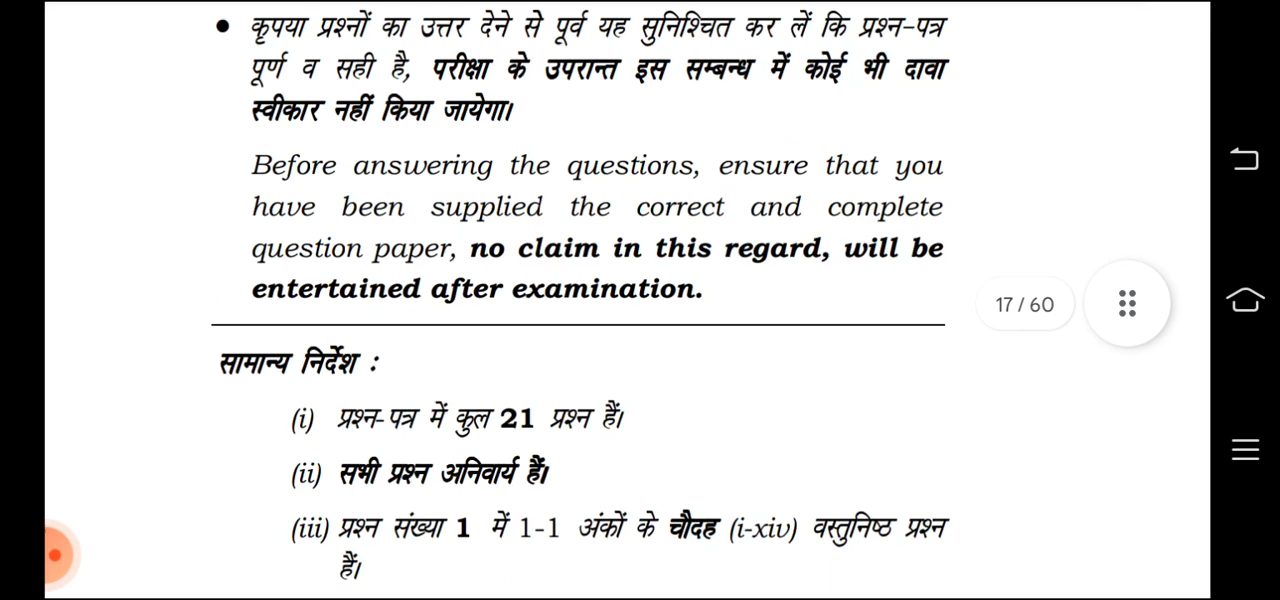 ● कृपया प्रश्नों का उत्तर देने से पूर्व यह सुनिश्चित कर लें कि प्रश्न-पत्र
पूर्ण व सही है, परीक्षा के उपरान्त इस सम्बन्ध में कोई भी दावा
स्वीकार नहीं किया जायेगा।
Before answering the questions, ensure that you
have been supplied the correct and complete
question paper, no claim in this regard, will be
entertained after examination.
17 / 60
सामान्य निर्देश :
(i) प्रश्न-पत्र में कुल 21 प्रश्न हैं।
(ii) सभी प्रश्न अनिवार्य हैं।
(iii) प्रश्न संख्या 1 में 1-1 अंकों के चौदह (i-xiv) वस्तुनिष्ठ प्रश्न
हैं।